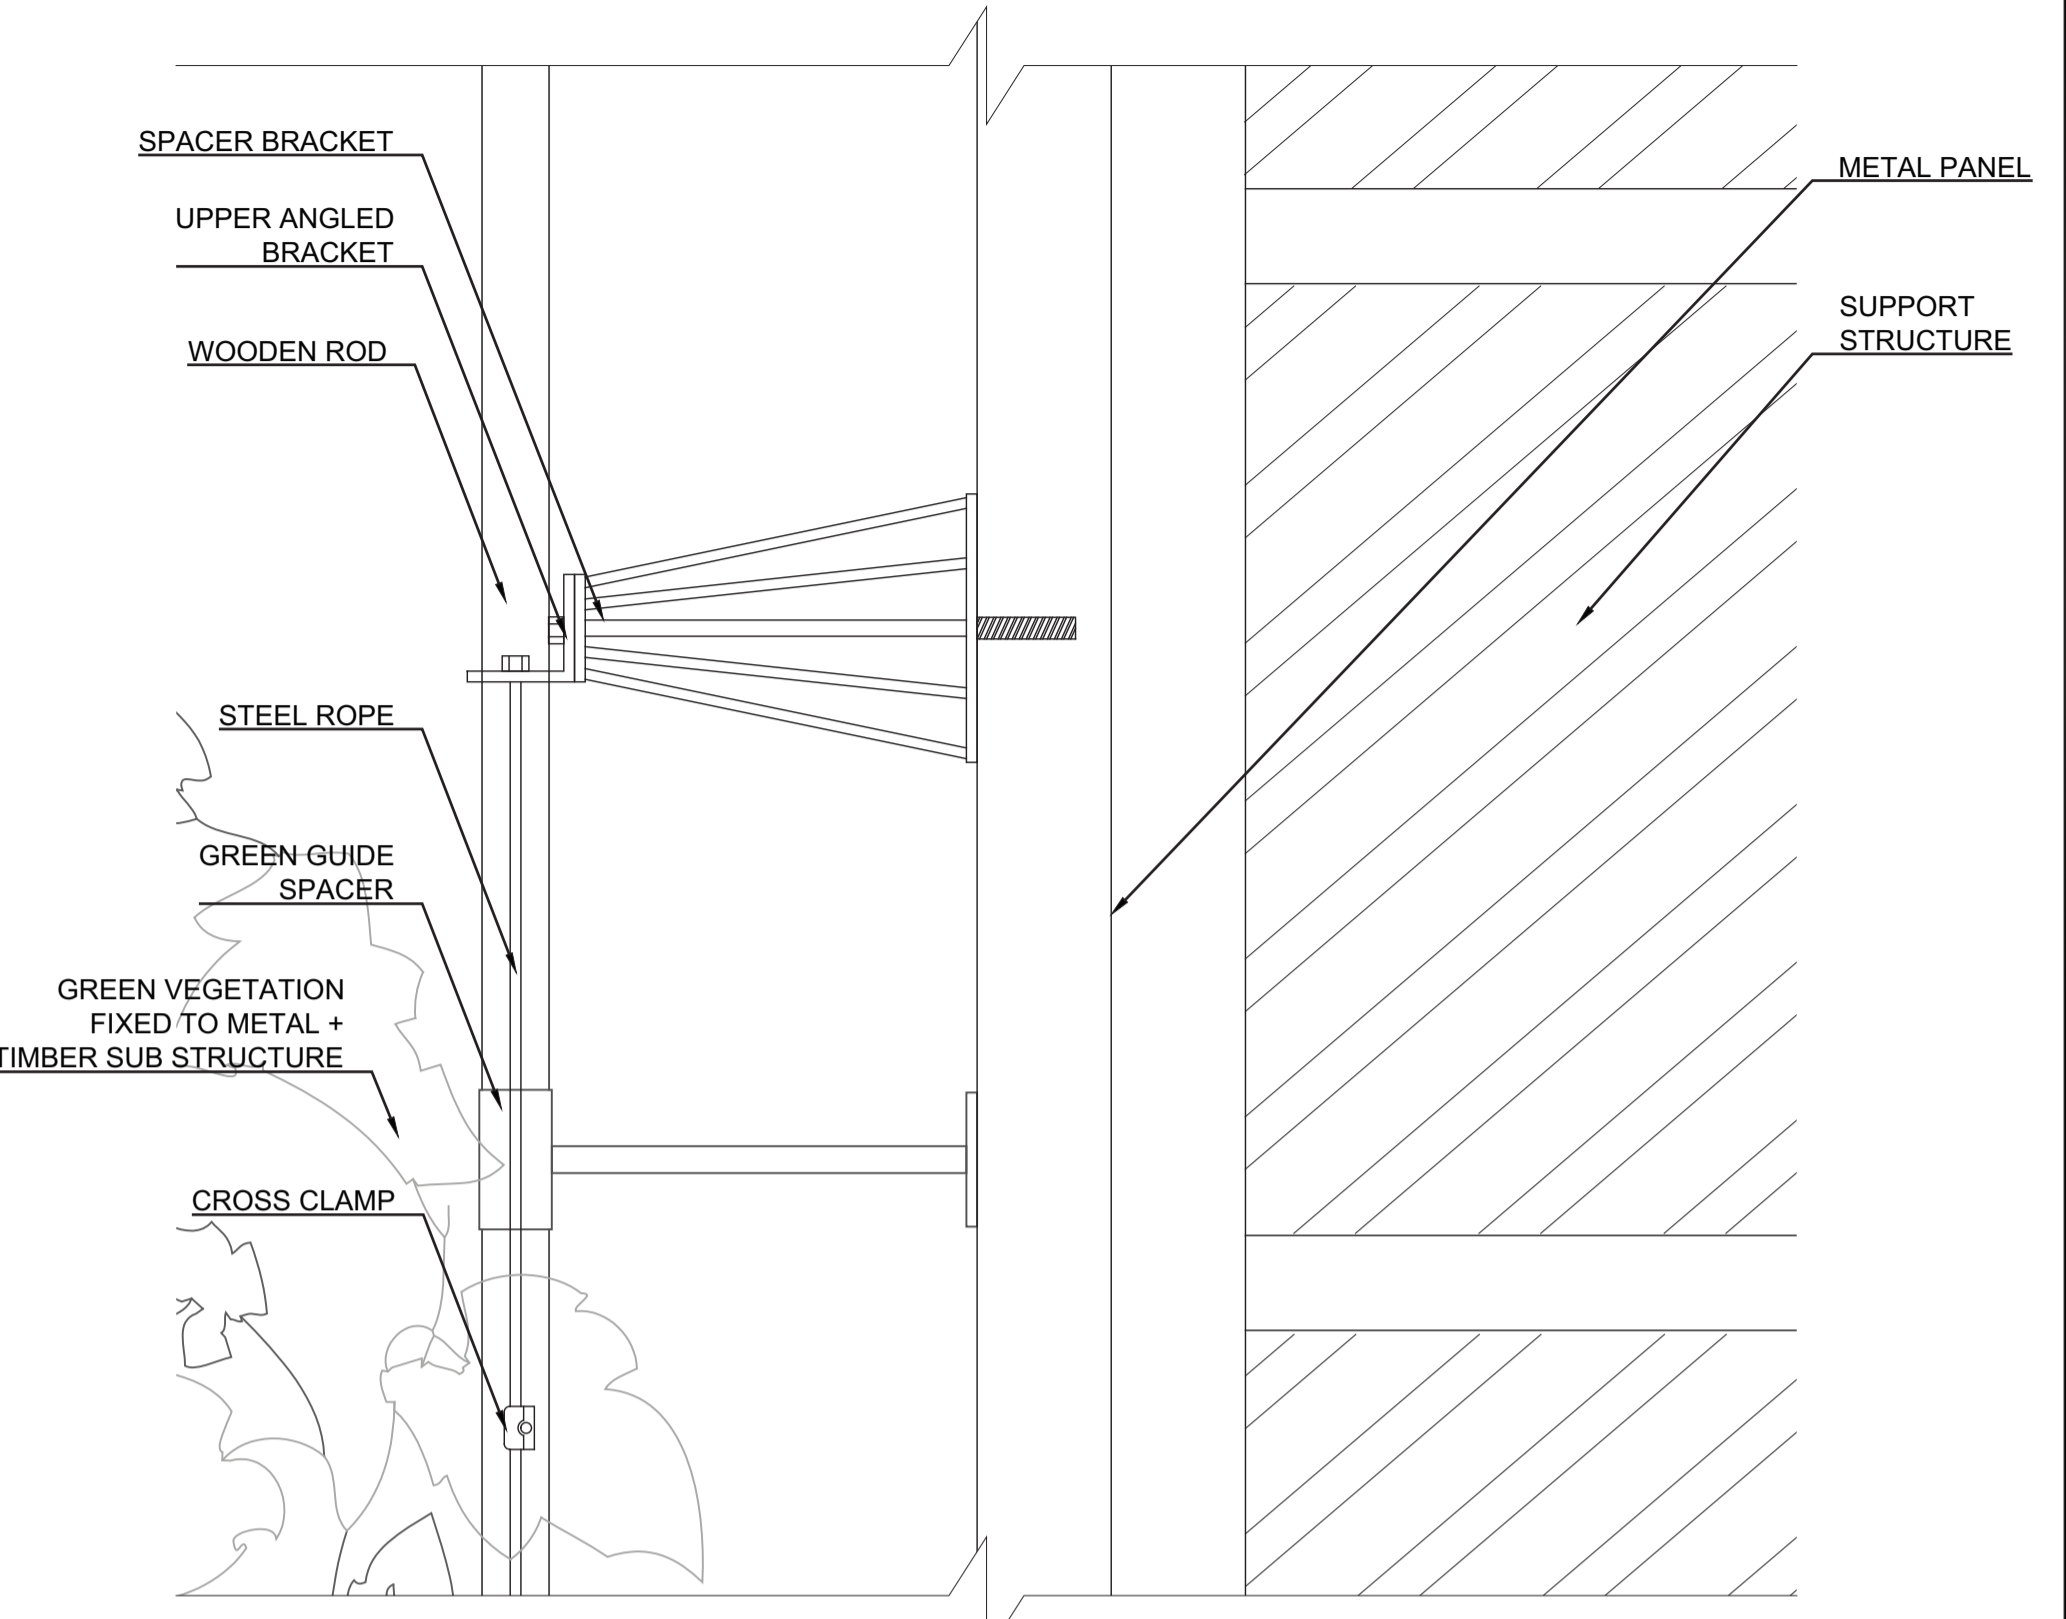 SPACER BRACKET
UPPER ANGLED
BRACKET
WOODEN ROD
STEEL ROPE
GREEN GUIDE
SPACER
GREEN VEGETATION
FIXED TO METAL +
TIMBER SUB STRUCTURE
CROSS CLAMP
METAL PANEL
SUPPORT
STRUCTURE